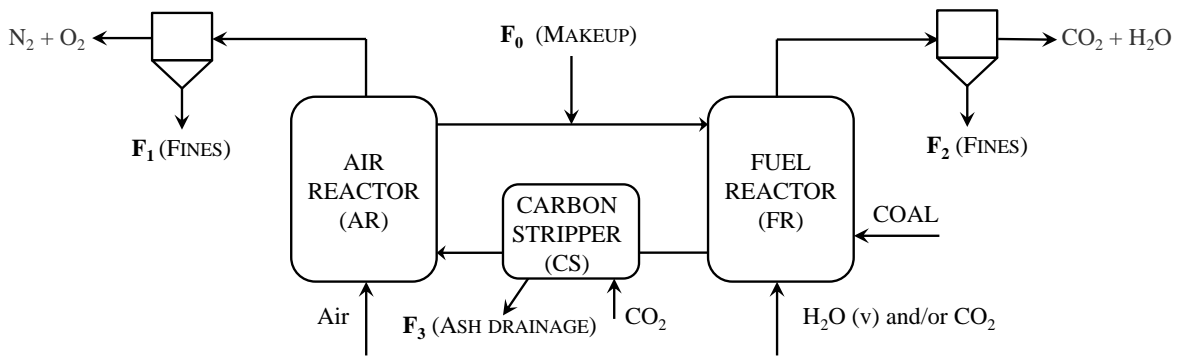 N₂ + O₂
F₀ (MAKEUP)
CO₂ + H₂O
F₁ (FINES)
F₂ (FINES)
AIR
REACTOR
(AR)
CARBON
STRIPPER
(CS)
FUEL
REACTOR
(FR)
COAL
Air
F₃ (ASH DRAINAGE)
CO₂
H₂O (v) and/or CO₂